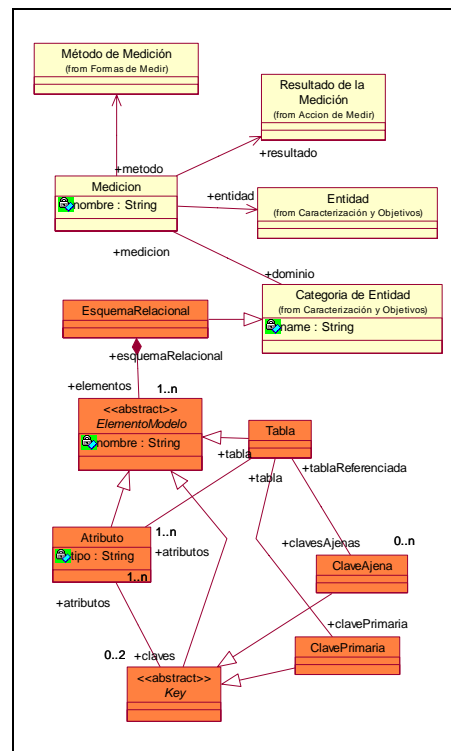 Método de Medición
(from Formas de Medir)
Resultado de la
Medición
(from Accion de Medir)
+metodo
+resultado
Medicion
nombre : String
+entidad
Entidad
(from Caracterización y Objetivos)
+medicion
+dominio
Categoria de Entidad
(from Caracterización y Objetivos)
name : String
EsquemaRelacional
+esquemaRelacional
+elementos
1..n
<<abstract>>
ElementoModelo
nombre : String
Tabla
+tabla
+tabla
+tablaReferenciada
Atributo
tipo : String
1..n
+atributos
+clavesAjenas
0..n
ClaveAjena
1..n
+atributos
+clavePrimaria
ClavePrimaria
0..2
+claves
<<abstract>>
Key